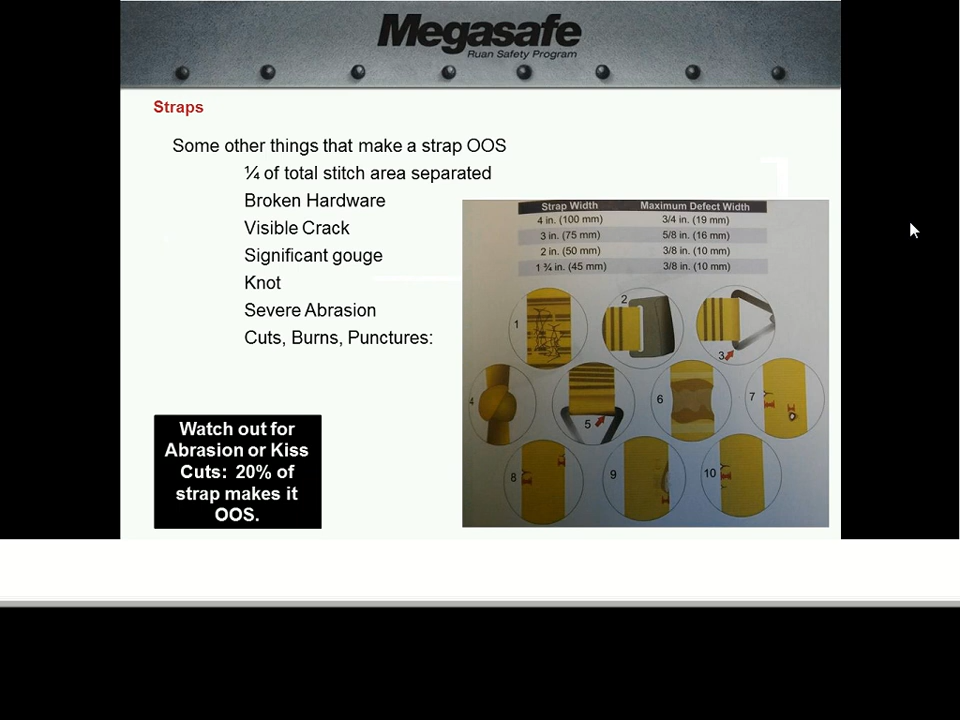 Megasafe
Ruan Safety Program
Straps
Some other things that make a strap OOS
¼ of total stitch area separated
Broken Hardware
Visible Crack
Significant gouge
Knot
Severe Abrasion
Cuts, Burns, Punctures:
Strap Width Maximum Defect Width
4 in. (100 mm) 3/4 in. (19 mm)
3 in. (75 mm) 5/8 in. (16 mm)
2 in. (50 mm) 3/8 in. (10 mm)
1 ¾ in. (45 mm) 3/8 in. (10 mm)
1
2
3
4
5
6
7
8
9
10
Watch out for
Abrasion or Kiss
Cuts: 20% of
strap makes it
OOS.